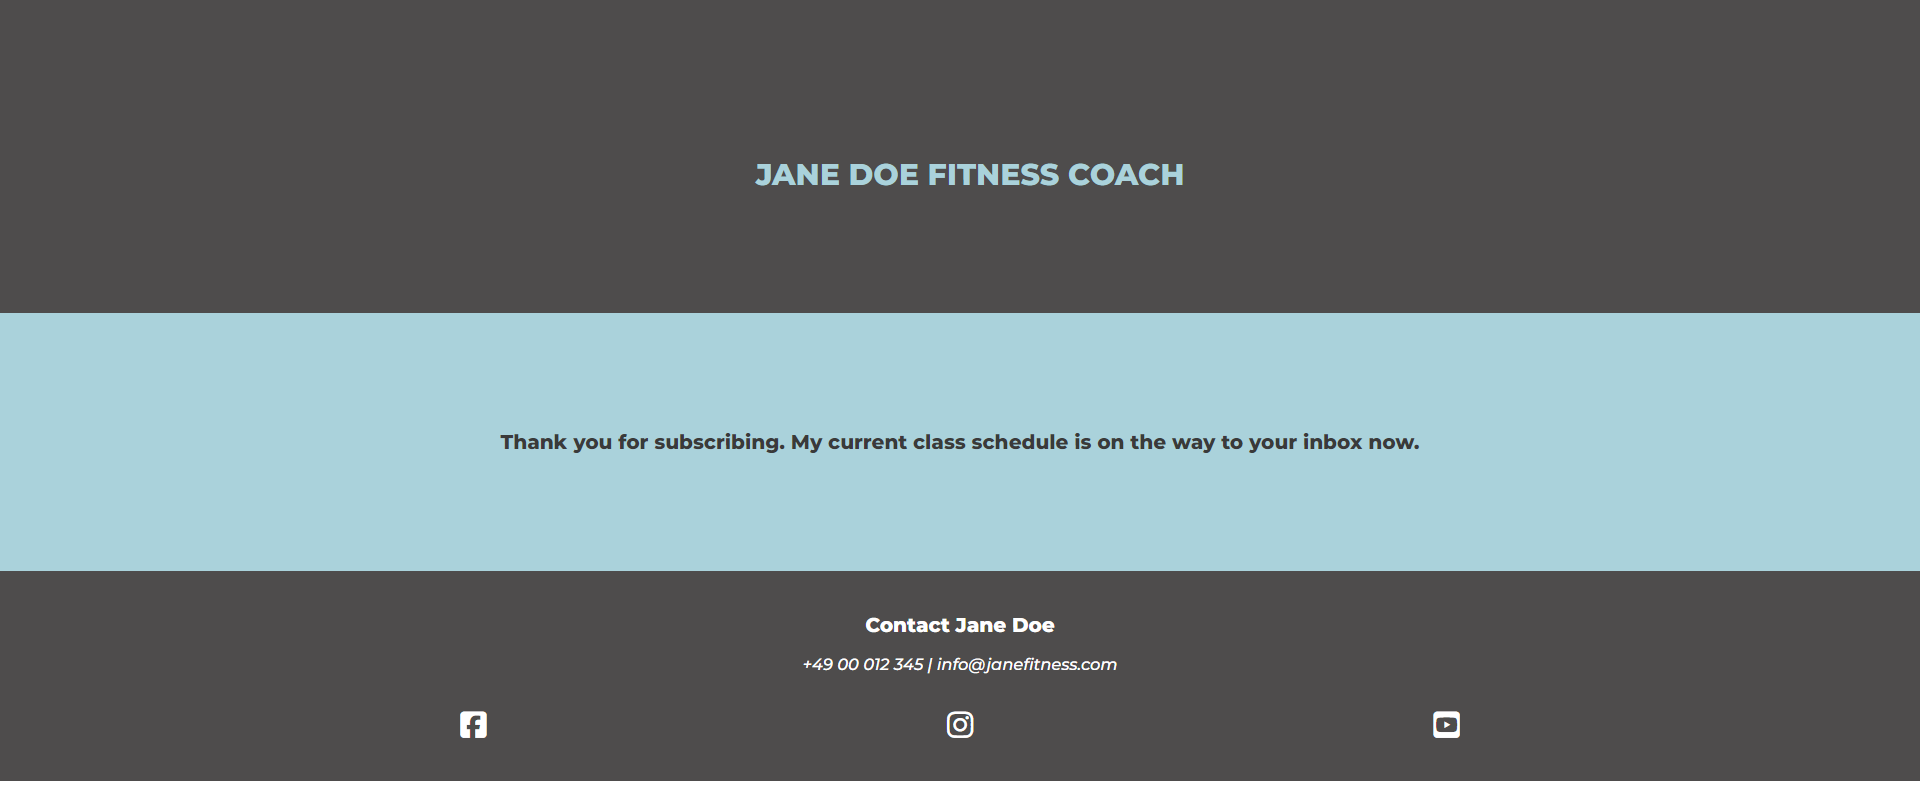 JANE DOE FITNESS COACH
Thank you for subscribing. My current class schedule is on the way to your inbox now.
Contact Jane Doe
+49 00 012 345 | info@janefitness.com